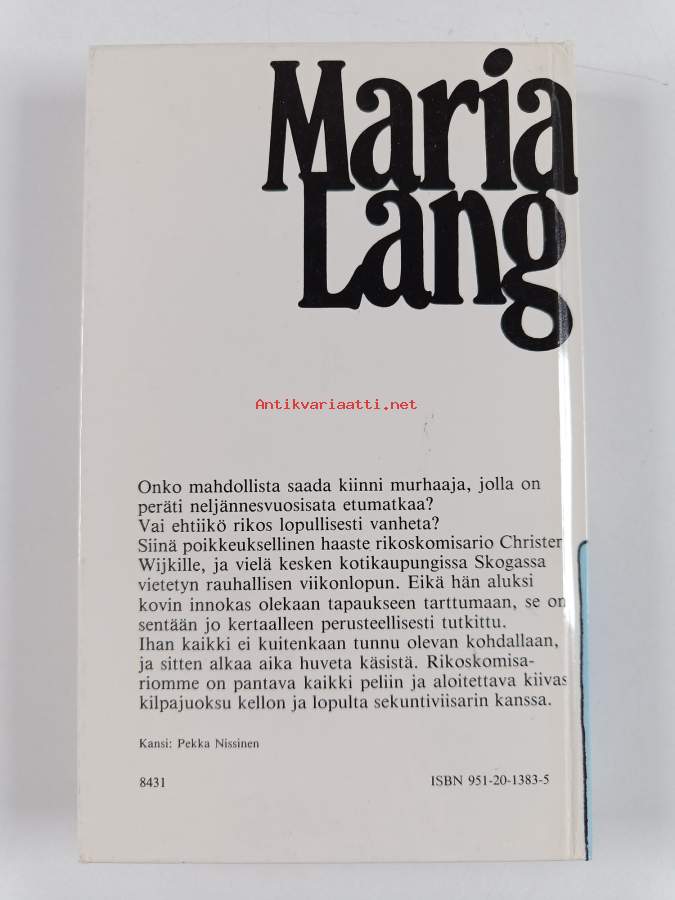 Maria
Lang
Antikvariaatti.net
Onko mahdollista saada kiinni murhaaja, jolla on
peräti neljännesvuosisata etumatkaa?
Vai ehtiikö rikos lopullisesti vanheta?
Siinä poikkeuksellinen haaste rikoskomisario Christer
Wijkille, ja vielä kesken kotikaupungissa Skogassa
vietetyn rauhallisen viikonlopun. Eikä hän aluksi
kovin innokas olekaan tapaukseen tarttumaan, se on
sentään jo kertaalleen perusteellisesti tutkittu.
Ihan kaikki ei kuitenkaan tunnu olevan kohdallaan,
ja sitten alkaa aika huveta käsistä. Rikoskomisa-
riomme on pantava kaikki peliin ja aloitettava kiivas
kilpajuoksu kellon ja lopulta sekuntiviisarin kanssa.
Kansi: Pekka Nissinen
8431 ISBN 951-20-1383-5